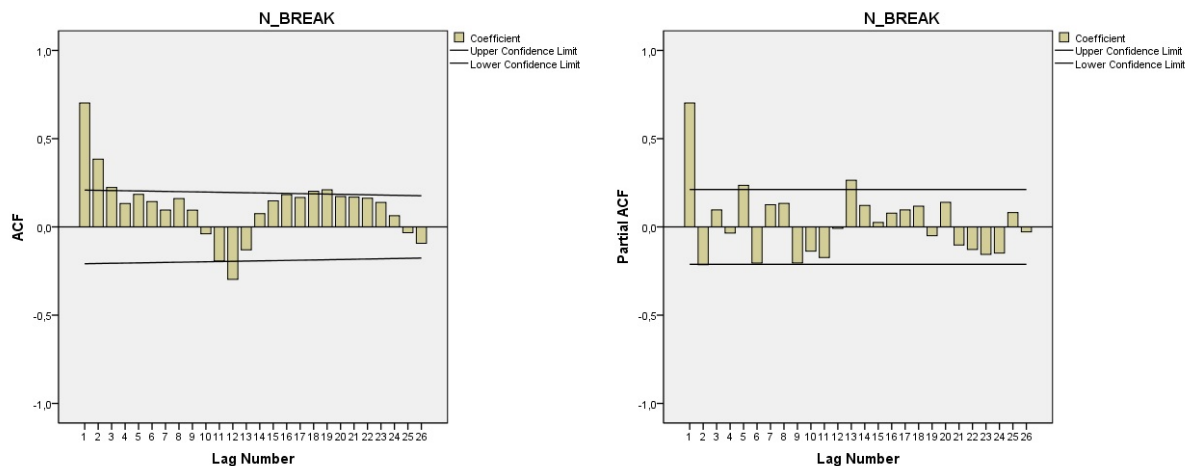 N_BREAK
Coefficient
Upper Confidence Limit
Lower Confidence Limit
1,0
0,5
0,0
-0,5
-1,0
ACF
1 2 3 4 5 6 7 8 9 10 11 12 13 14 15 16 17 18 19 20 21 22 23 24 25 26
Lag Number
N_BREAK
Coefficient
Upper Confidence Limit
Lower Confidence Limit
1,0
0,5
0,0
-0,5
-1,0
Partial ACF
1 2 3 4 5 6 7 8 9 10 11 12 13 14 15 16 17 18 19 20 21 22 23 24 25 26
Lag Number